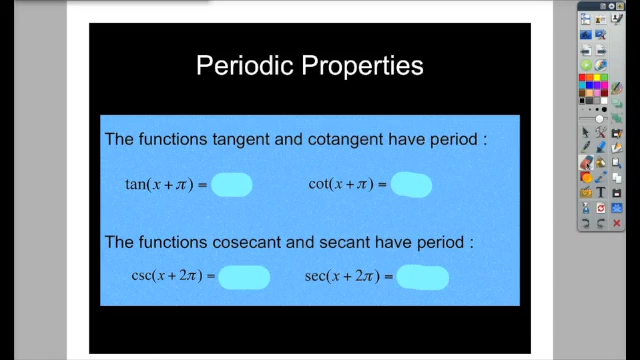 Periodic Properties
The functions tangent and cotangent have period :
tan(x + π) = cot(x + π) =
The functions cosecant and secant have period :
csc(x + 2π) = sec(x + 2π) =